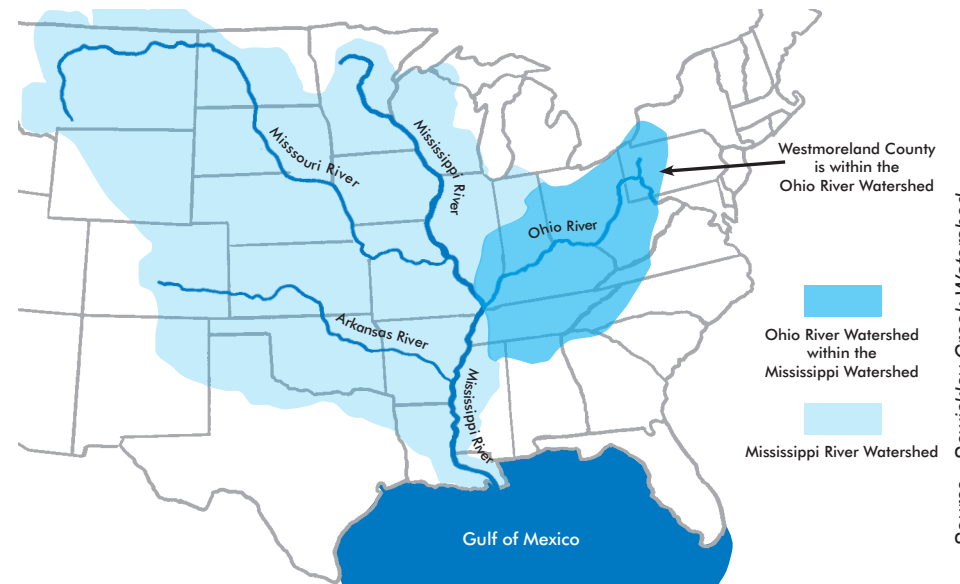 Misssouri River
Mississippi River
Westmoreland County
is within the
Ohio River Watershed
Ohio River
Arkansas River
Ohio River Watershed
within the
Mississippi Watershed
Mississippi River
Mississippi River Watershed
Gulf of Mexico